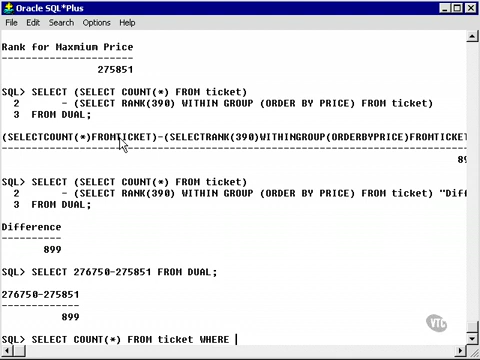 Oracle SQL*Plus
File Edit Search Options Help
Rank for Maxmium Price
----------------------
275851
SQL> SELECT (SELECT COUNT(*) FROM ticket)
2 - (SELECT RANK(390) WITHIN GROUP (ORDER BY PRICE) FROM ticket)
3 FROM DUAL;
(SELECTCOUNT(*)FROMTICKET)-(SELECTRANK(390)WITHINGROUP(ORDERBYPRICE)FROMTICKET
--------------------------------------------------------------------------------
89
SQL> SELECT (SELECT COUNT(*) FROM ticket)
2 - (SELECT RANK(390) WITHIN GROUP (ORDER BY PRICE) FROM ticket) "Diff
3 FROM DUAL;
Difference
----------
899
SQL> SELECT 276750-275851 FROM DUAL;
276750-275851
-------------
899
SQL> SELECT COUNT(*) FROM ticket WHERE
VTC